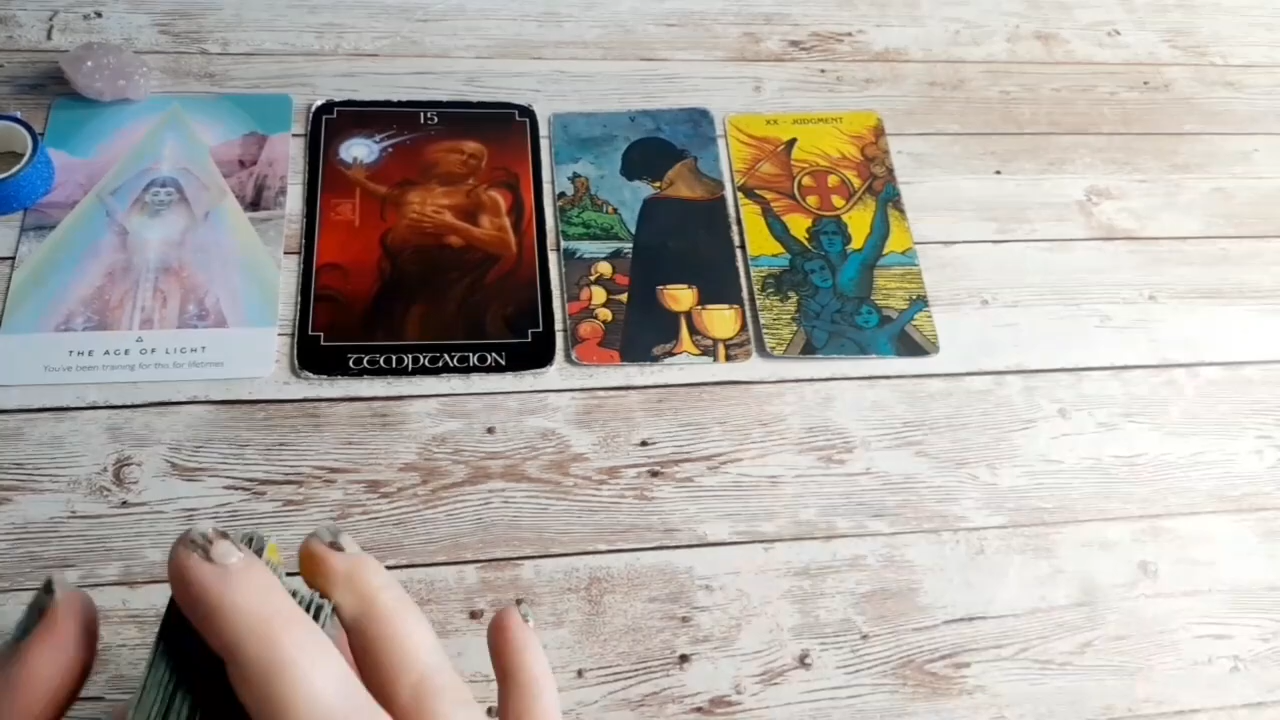 THE AGE OF LIGHT
You've been training for this for lifetimes
15
TEMPTATION
V
XX - JUDGMENT